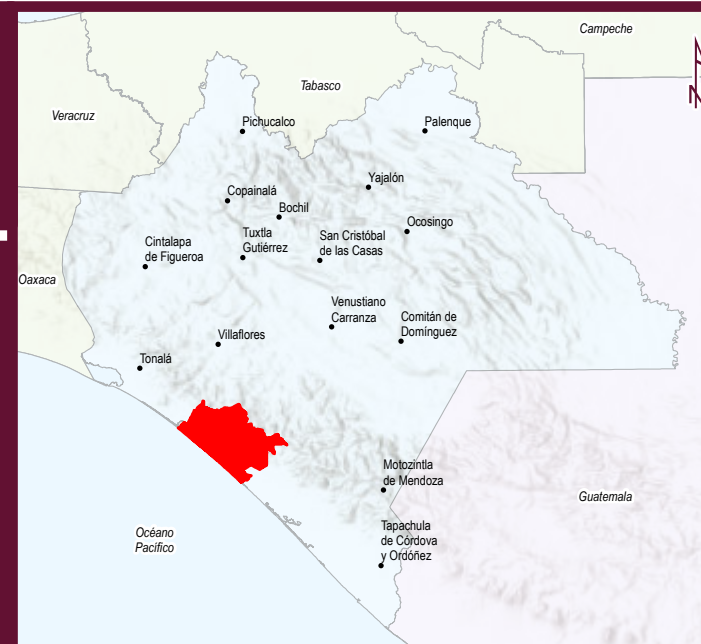 Campeche
Tabasco
Veracruz
Pichucalco
Palenque
Yajalón
Copainalá
Bochil
Ocosingo
Tuxtla
Gutiérrez
San Cristóbal
de las Casas
Cintalapa
de Figueroa
Oaxaca
Venustiano
Carranza
Comitán de
Domínguez
Villaflores
Tonalá
Motozintla
de Mendoza
Guatemala
Océano
Pacífico
Tapachula
de Córdova
y Ordóñez